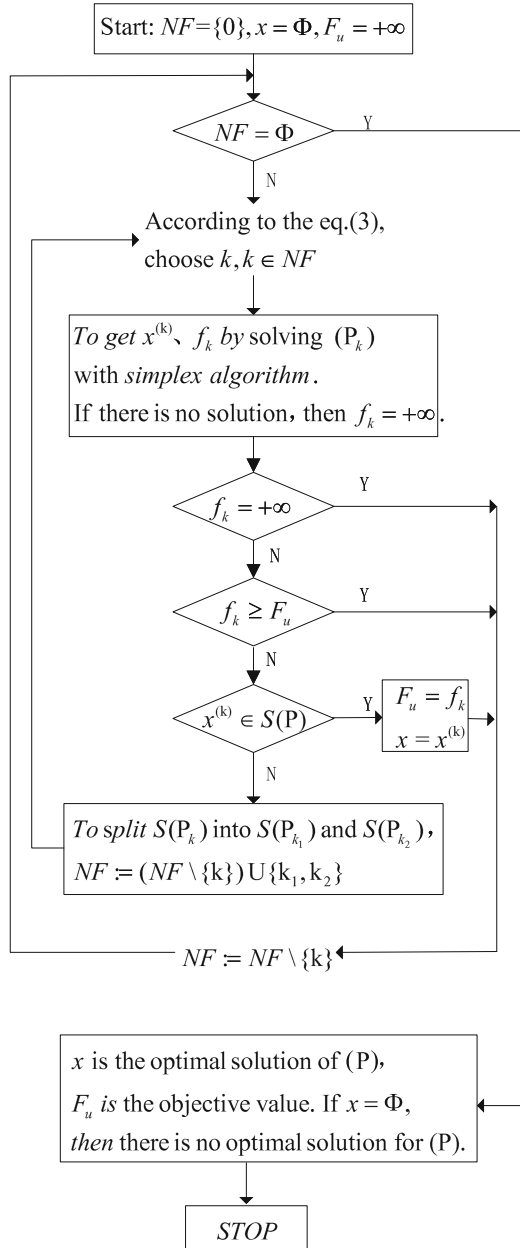 Start: NF={0}, x = Φ, F_u = +∞
NF = Φ
Y
N
According to the eq.(3),
choose k, k ∈ NF
To get x^(k)、 f_k by solving (P_k)
with simplex algorithm.
If there is no solution, then f_k = +∞.
f_k = +∞
Y
N
f_k ≥ F_u
Y
N
x^(k) ∈ S(P)
Y
F_u = f_k
x = x^(k)
N
To split S(P_k) into S(P_k₁) and S(P_k₂),
NF := (NF \ {k}) U{k₁, k₂}
NF := NF \ {k}
x is the optimal solution of (P),
F_u is the objective value. If x = Φ,
then there is no optimal solution for (P).
STOP